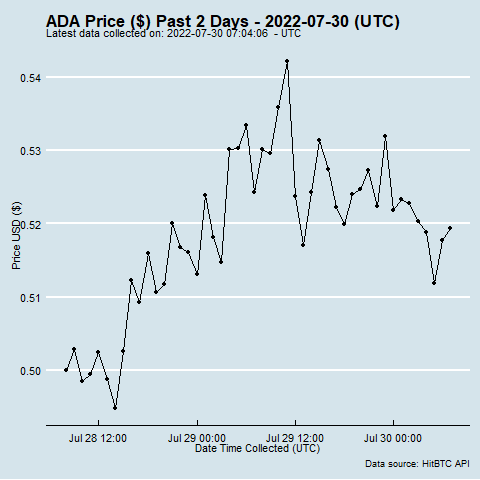 ADA Price ($) Past 2 Days - 2022-07-30 (UTC)
Latest data collected on: 2022-07-30 07:04:06  - UTC
0.54
0.53
0.52
0.51
0.50
Price USD ($)
Jul 28 12:00
Jul 29 00:00
Jul 29 12:00
Jul 30 00:00
Date Time Collected (UTC)
Data source: HitBTC API